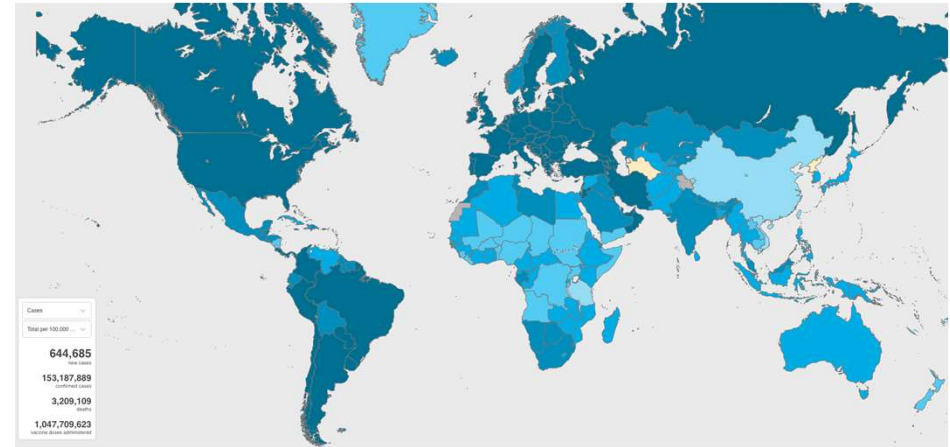 Cases
Total per 100,000 ...
644,685
new cases
153,187,889
confirmed cases
3,209,109
deaths
1,047,709,623
vaccine doses administered